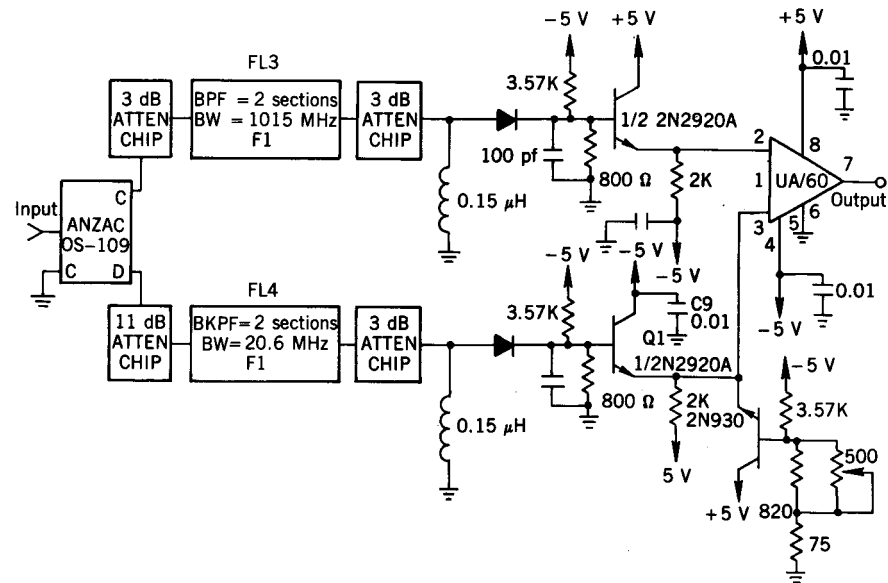 −5 V
+5 V
+5 V
FL3
3.57K
0.01
3 dB
ATTEN
CHIP
BPF = 2 sections
BW = 1015 MHz
F1
3 dB
ATTEN
CHIP
1/2 2N2920A
2
8
7
100 pf
UA/60
1
Output
C
800 Ω
2K
6
5
3
4
Input
ANZAC
OS-109
0.15 μH
−5 V
−5 V
−5 V
C
D
FL4
3.57K
C9
0.01
0.01
−5 V
11 dB
ATTEN
CHIP
BKPF= 2 sections
BW= 20.6 MHz
F1
3 dB
ATTEN
CHIP
Q1
1/2N2920A
−5 V
800 Ω
2K
2N930
3.57K
0.15 μH
500
5 V
+5 V
820
75